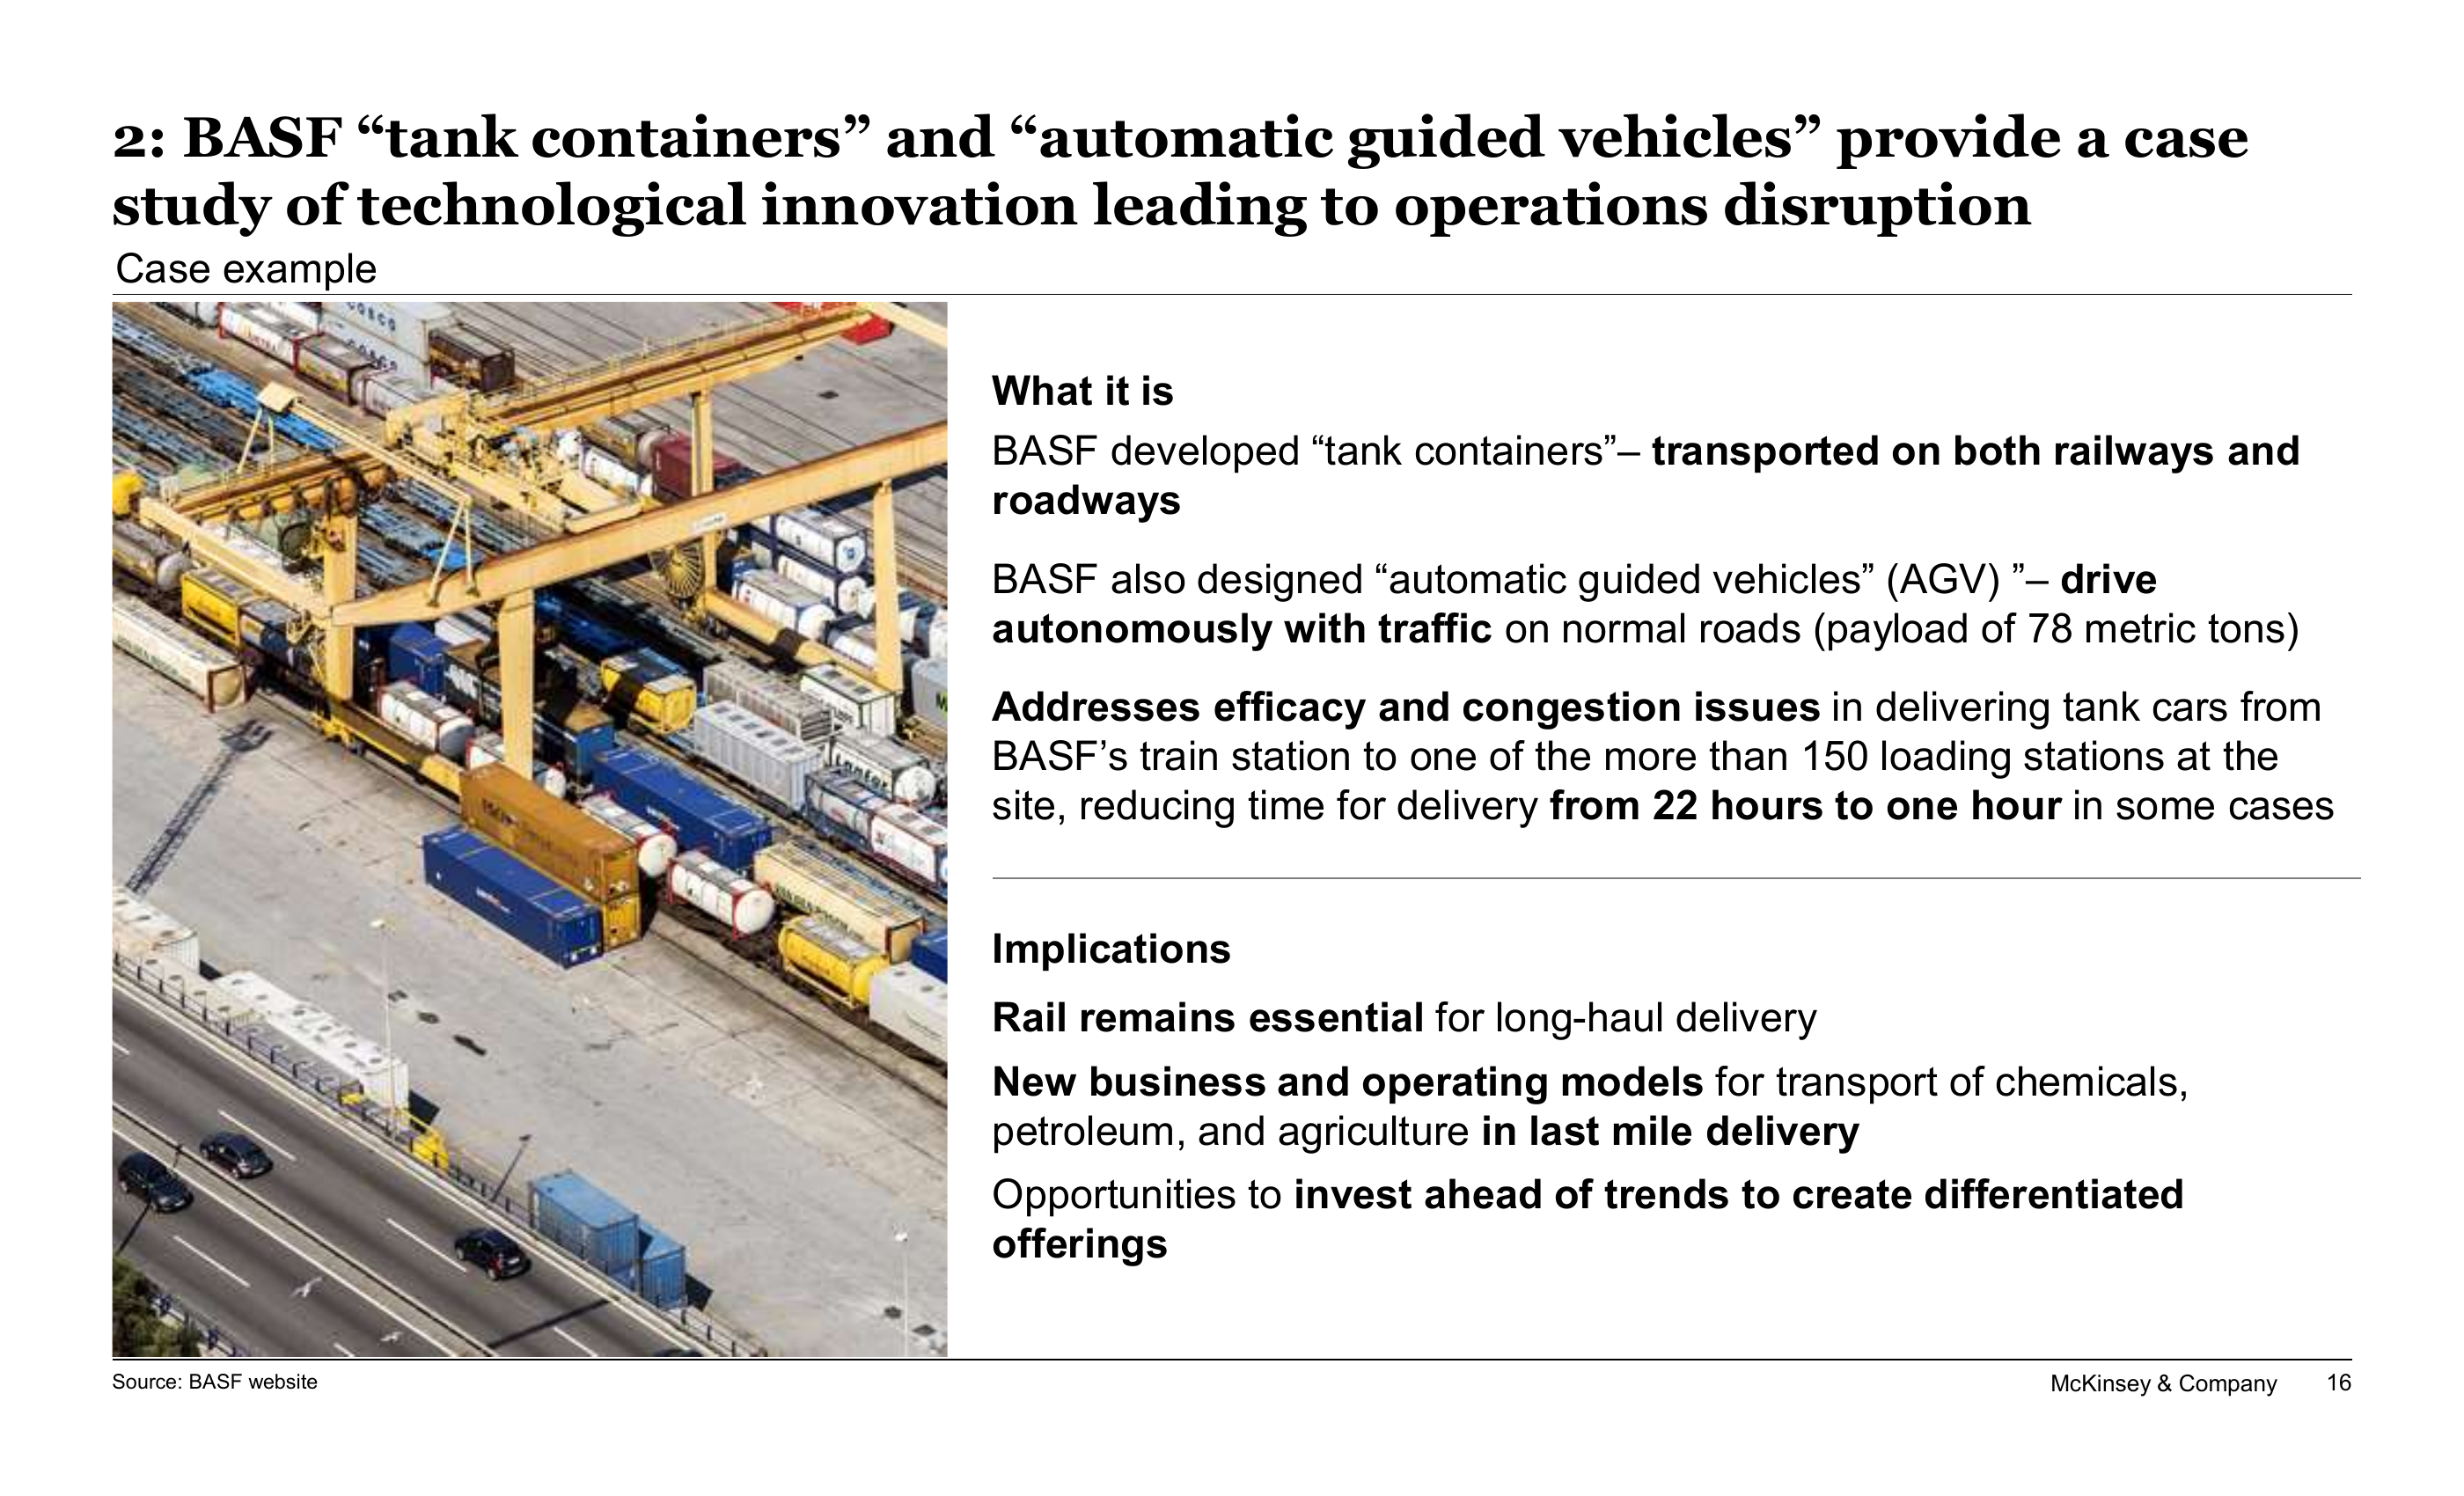 2: BASF “tank containers” and “automatic guided vehicles” provide a case
study of technological innovation leading to operations disruption
Case example
COSCO
COSCO
What it is
BASF developed “tank containers”– transported on both railways and
roadways
BASF also designed “automatic guided vehicles” (AGV) ”– drive
autonomously with traffic on normal roads (payload of 78 metric tons)
Addresses efficacy and congestion issues in delivering tank cars from
BASF’s train station to one of the more than 150 loading stations at the
site, reducing time for delivery from 22 hours to one hour in some cases
Implications
Rail remains essential for long-haul delivery
New business and operating models for transport of chemicals,
petroleum, and agriculture in last mile delivery
Opportunities to invest ahead of trends to create differentiated
offerings
Source: BASF website
McKinsey & Company 16